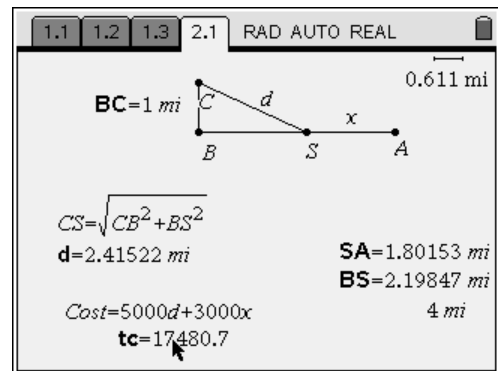 1.1 1.2 1.3 2.1 RAD AUTO REAL
0.611 mi
BC=1 mi C d x
B S A
CS=√CB²+BS²
d=2.41522 mi SA=1.80153 mi
BS=2.19847 mi
Cost=5000d+3000x 4 mi
tc=17480.7